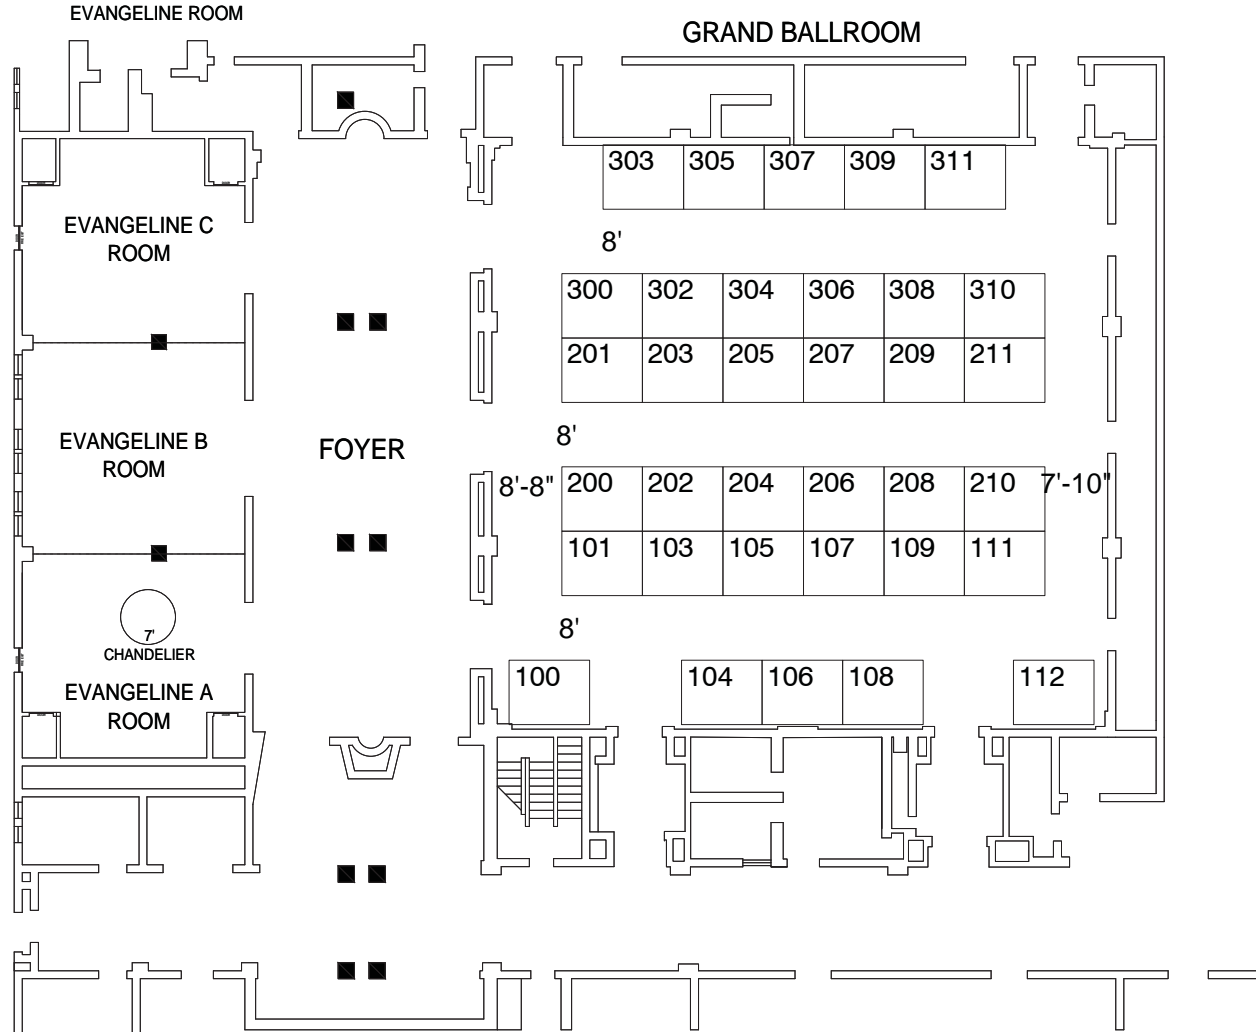 EVANGELINE ROOM
GRAND BALLROOM
303 305 307 309 311
EVANGELINE C
ROOM
8'
300 302 304 306 308 310
201 203 205 207 209 211
8'
EVANGELINE B
ROOM
FOYER
8'-8" 200 202 204 206 208 210 7'-10"
101 103 105 107 109 111
8'
7'
CHANDELIER
100 104 106 108 112
EVANGELINE A
ROOM